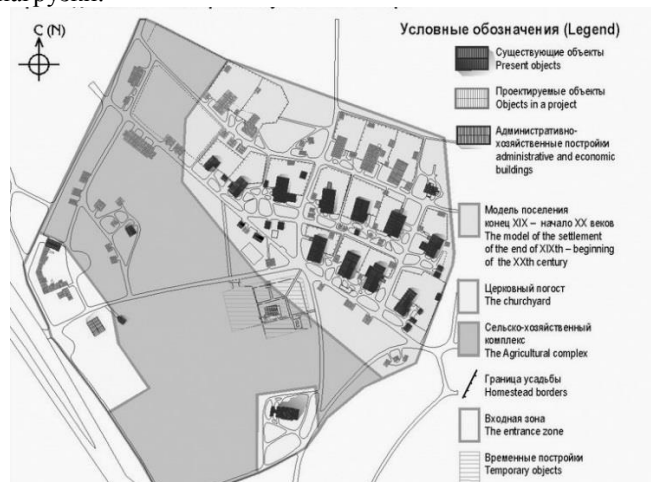 нагрузки.
С (N)
Условные обозначения (Legend)
Существующие объекты
Present objects
Проектируемые объекты
Objects in a project
Административно-
хозяйственные постройки
administrative and economic
buildings
Модель поселения
конец XIX – начало XX веков
The model of the settlement
of the end of XIXth – beginning
of the XXth century
Церковный погост
The churchyard
Сельско-хозяйственный
комплекс
The Agricultural complex
Граница усадьбы
Homestead borders
Входная зона
The entrance zone
Временные постройки
Temporary objects